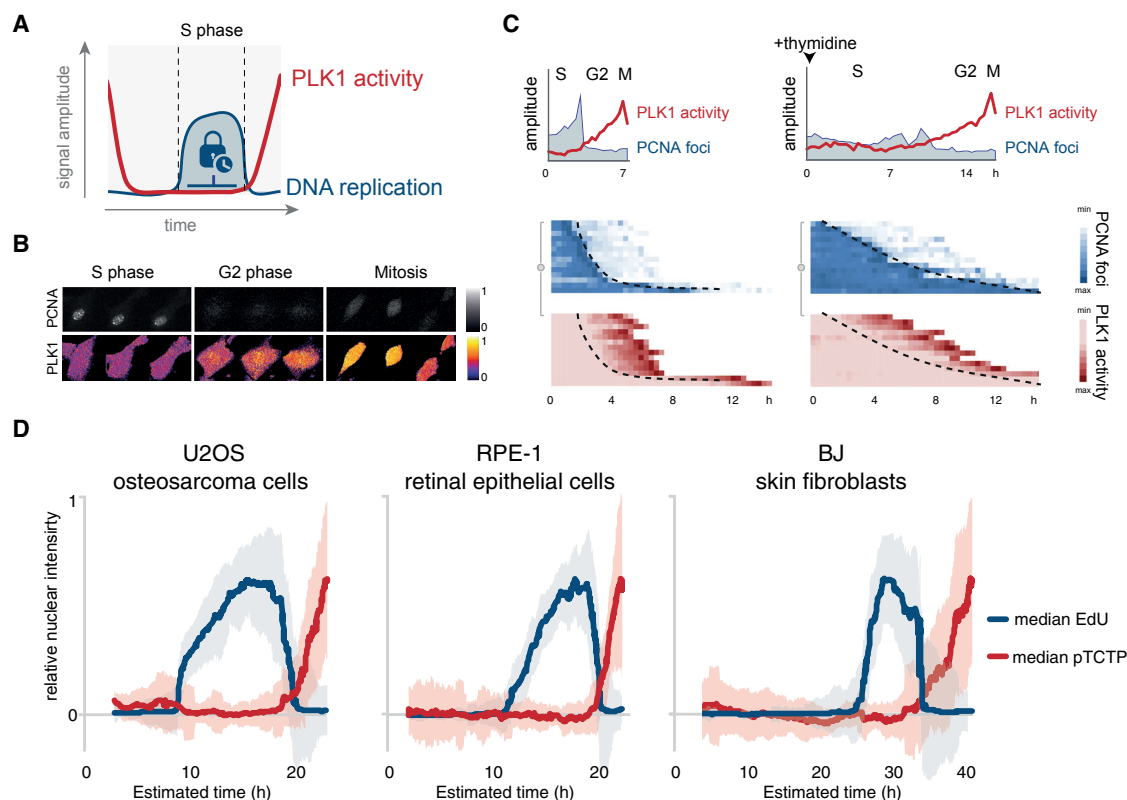 A
S phase
PLK1 activity
signal amplitude
DNA replication
time
B
S phase G2 phase Mitosis
PCNA
1
0
PLK1
1
0
C
S G2 M
amplitude
PLK1 activity
PCNA foci
0 7
+thymidine
S G2 M
amplitude
PLK1 activity
PCNA foci
0 7 14 h
min
PCNA foci
max
min
PLK1 activity
max
0 4 8 12 h
0 4 8 12 h
D
U2OS
osteosarcoma cells
RPE-1
retinal epithelial cells
BJ
skin fibroblasts
relative nuclear intensirty
1
0
0 10 20
Estimated time (h)
0 10 20
Estimated time (h)
0 10 20 30 40
Estimated time (h)
median EdU
median pTCTP